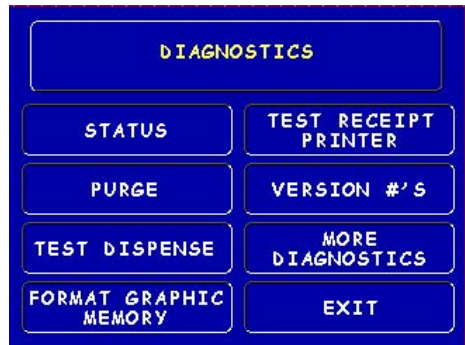 DIAGNOSTICS
STATUS
TEST RECEIPT
PRINTER
PURGE
VERSION #'S
TEST DISPENSE
MORE
DIAGNOSTICS
FORMAT GRAPHIC
MEMORY
EXIT